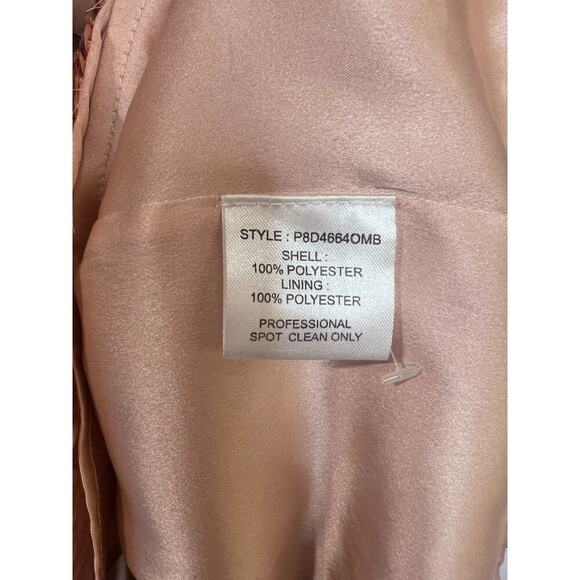 STYLE : P8D4664OMB
SHELL :
100% POLYESTER
LINING :
100% POLYESTER
PROFESSIONAL
SPOT CLEAN ONLY